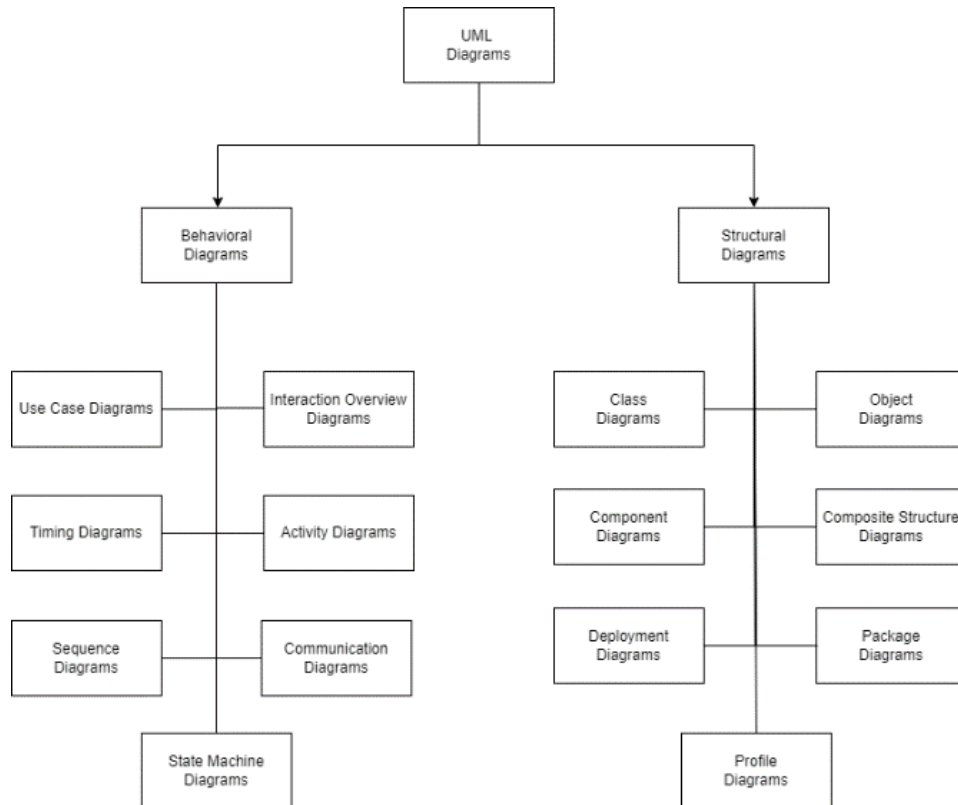 UML
Diagrams
Behavioral
Diagrams
Structural
Diagrams
Use Case Diagrams
Interaction Overview
Diagrams
Class
Diagrams
Object
Diagrams
Timing Diagrams
Activity Diagrams
Component
Diagrams
Composite Structure
Diagrams
Sequence
Diagrams
Communication
Diagrams
Deployment
Diagrams
Package
Diagrams
State Machine
Diagrams
Profile
Diagrams